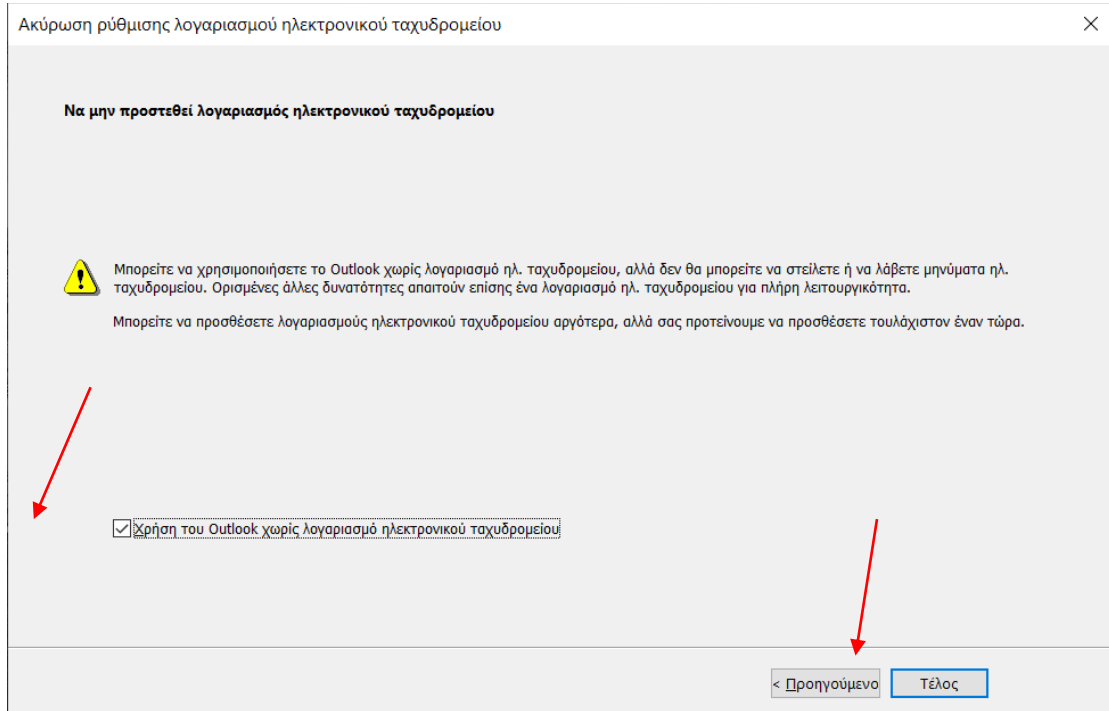 Ακύρωση ρύθμισης λογαριασμού ηλεκτρονικού ταχυδρομείου
Να μην προστεθεί λογαριασμός ηλεκτρονικού ταχυδρομείου
Μπορείτε να χρησιμοποιήσετε το Outlook χωρίς λογαριασμό ηλ. ταχυδρομείου, αλλά δεν θα μπορείτε να στείλετε ή να λάβετε μηνύματα ηλ.
ταχυδρομείου. Ορισμένες άλλες δυνατότητες απαιτούν επίσης ένα λογαριασμό ηλ. ταχυδρομείου για πλήρη λειτουργικότητα.
Μπορείτε να προσθέσετε λογαριασμούς ηλεκτρονικού ταχυδρομείου αργότερα, αλλά σας προτείνουμε να προσθέσετε τουλάχιστον έναν τώρα.
Χρήση του Outlook χωρίς λογαριασμό ηλεκτρονικού ταχυδρομείου
< Προηγούμενο
Τέλος